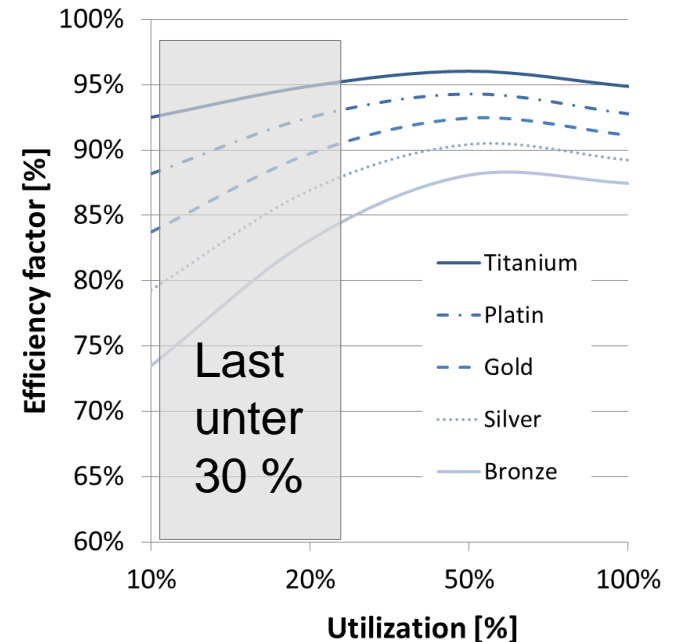 100%
95%
90%
85%
80%
75%
70%
65%
60%
Efficiency factor [%]
Last
unter
30 %
Titanium
Platin
Gold
Silver
Bronze
10%
20%
50%
100%
Utilization [%]